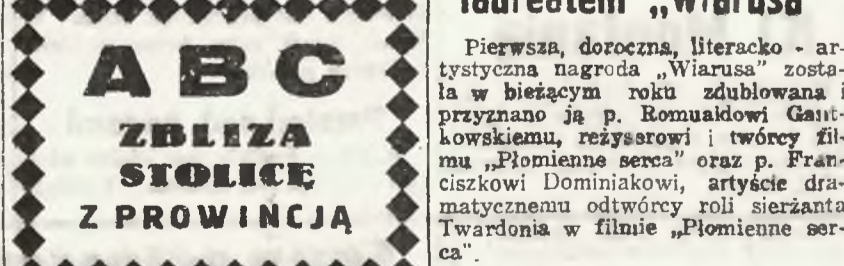 ABC
ZBLIŻA
STOLICĘ
Z PROWINCJĄ
laureatem „Wiarusa
Pierwsza, doroczna, literacko - ar-
tystyczna nagroda „Wiarusa” zosta-
ła w bieżącym roku zdublowana i
przyznano ją p. Romualdowi Gant-
kowskiemu, reżyserowi i twórcy fil-
mu „Płomienne serca” oraz p. Fran-
ciszkowi Dominiakowi, artyście dra-
matycznemu odtwórcy roli sierżanta
Twardonia w filmie „Płomienne ser-
ca”.